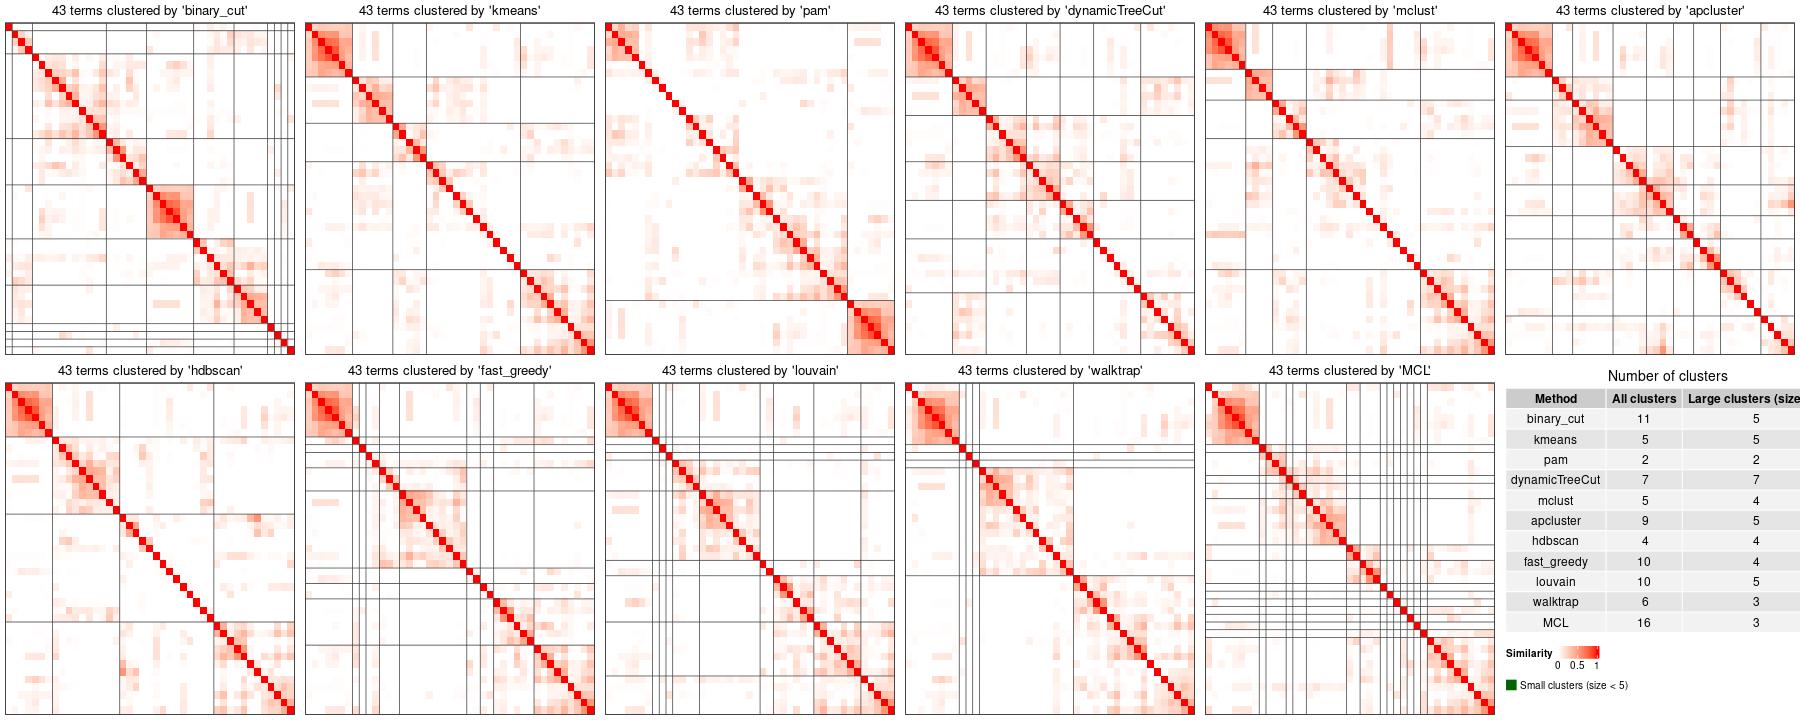 43 terms clustered by 'binary_cut'
43 terms clustered by 'kmeans'
43 terms clustered by 'pam'
43 terms clustered by 'dynamicTreeCut'
43 terms clustered by 'mclust'
43 terms clustered by 'apcluster'
43 terms clustered by 'hdbscan'
43 terms clustered by 'fast_greedy'
43 terms clustered by 'louvain'
43 terms clustered by 'walktrap'
43 terms clustered by 'MCL'
Number of clusters
Method All clusters Large clusters (size
binary_cut 11 5
kmeans 5 5
pam 2 2
dynamicTreeCut 7 7
mclust 5 4
apcluster 9 5
hdbscan 4 4
fast_greedy 10 4
louvain 10 5
walktrap 6 3
MCL 16 3
Similarity
0 0.5 1
Small clusters (size < 5)